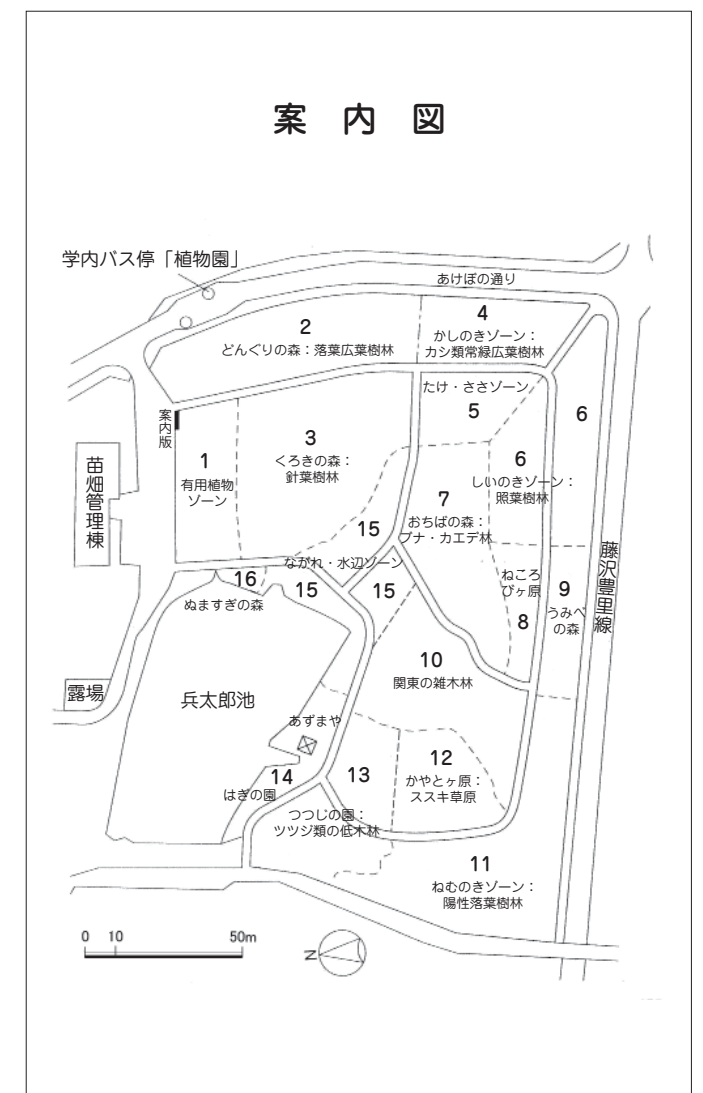 案 内 図
学内バス停「植物園」
あけぼの通り
2
どんぐりの森：落葉広葉樹林
4
かしのきゾーン：
カシ類常緑広葉樹林
たけ・ささゾーン
5
6
案内版
1
有用植物
ゾーン
3
くろきの森：
針葉樹林
6
しいのきゾーン：
照葉樹林
苗畑管理棟
7
おちばの森：
ブナ・カエデ林
15
ながれ・水辺ゾーン
藤沢豊里線
16
ぬますぎの森
15
15
ねころ
びヶ原
8
9
うみべ
の森
10
関東の雑木林
露場
兵太郎池
あずまや
14
はぎの園
13
つつじの園：
ツツジ類の低木林
12
かやとヶ原：
ススキ草原
11
ねむのきゾーン：
陽性落葉樹林
0 10 50m
N